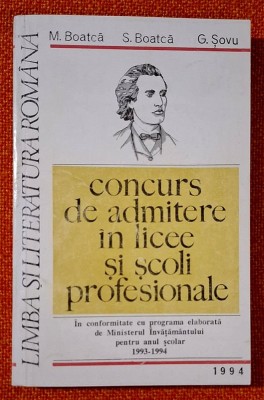 M. Boatcă S. Boatcă G. Șovu
LIMBA ȘI LITERATURA ROMÂNĂ
concurs
de admitere
în licee
și școli
profesionale
În conformitate cu programa elaborată
de Ministerul Învățământului
pentru anul școlar
1993-1994
1994